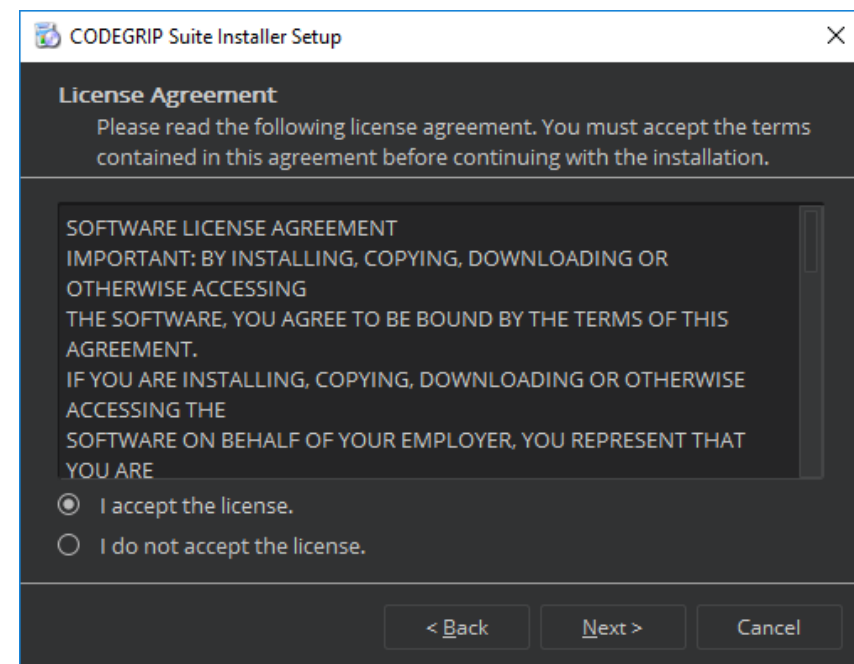 CODEGRIP Suite Installer Setup
License Agreement
Please read the following license agreement. You must accept the terms
contained in this agreement before continuing with the installation.
SOFTWARE LICENSE AGREEMENT
IMPORTANT: BY INSTALLING, COPYING, DOWNLOADING OR
OTHERWISE ACCESSING
THE SOFTWARE, YOU AGREE TO BE BOUND BY THE TERMS OF THIS
AGREEMENT.
IF YOU ARE INSTALLING, COPYING, DOWNLOADING OR OTHERWISE
ACCESSING THE
SOFTWARE ON BEHALF OF YOUR EMPLOYER, YOU REPRESENT THAT
YOU ARE
I accept the license.
I do not accept the license.
< Back Next > Cancel